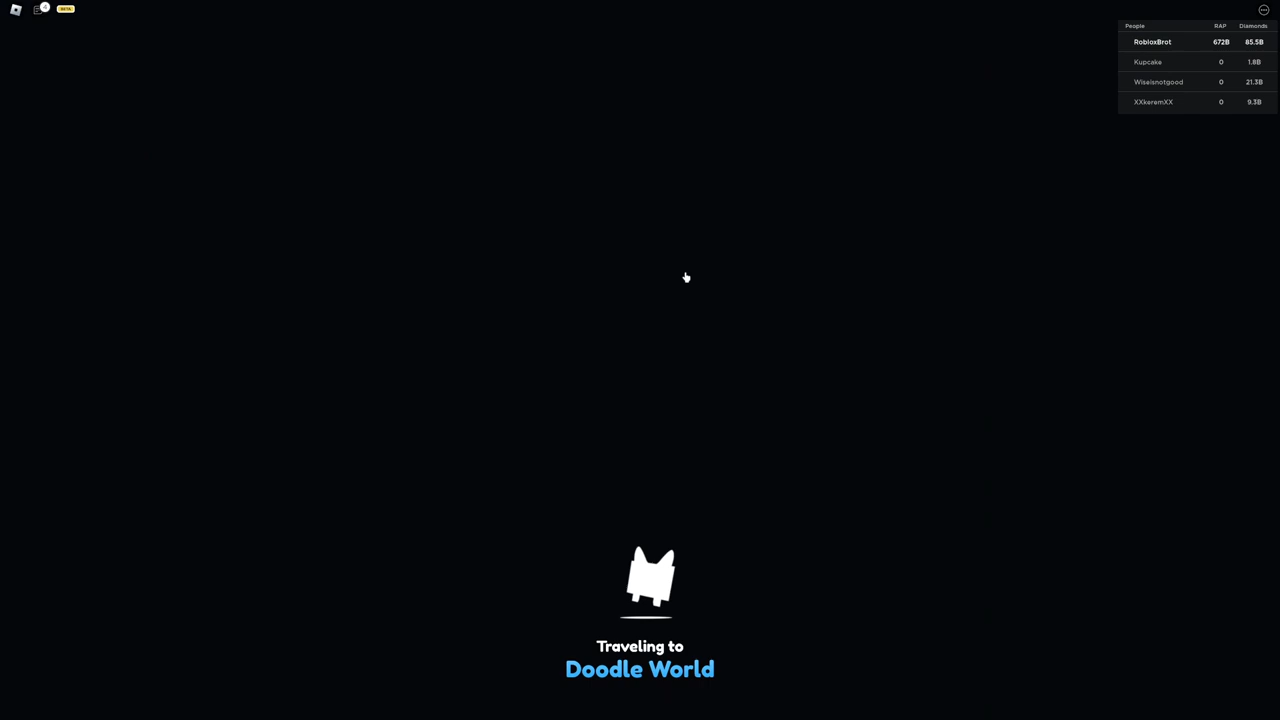 4
BETA
People RAP Diamonds
RobloxBrot 672B 85.5B
Kupcake 0 1.8B
Wiseisnotgood 0 21.3B
XXkeremXX 0 9.3B
Traveling to
Doodle World